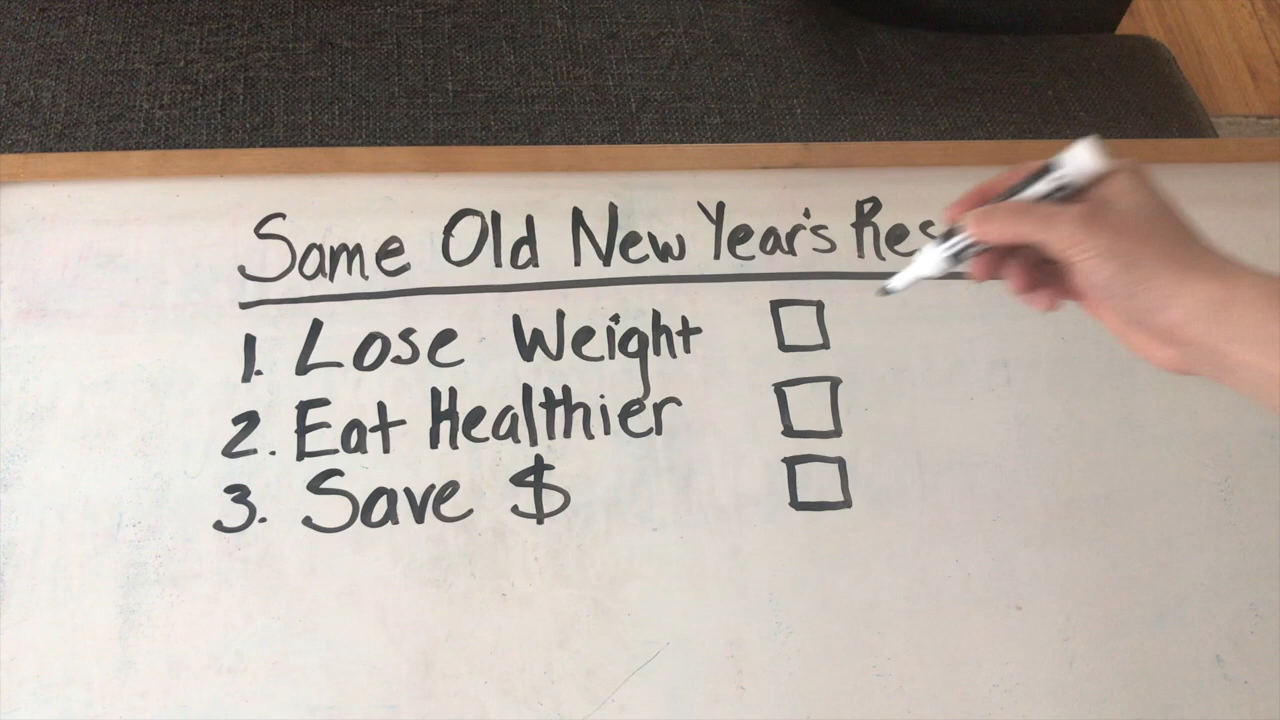 Same Old New Year's Res
1. Lose Weight
2. Eat Healthier
3. Save $